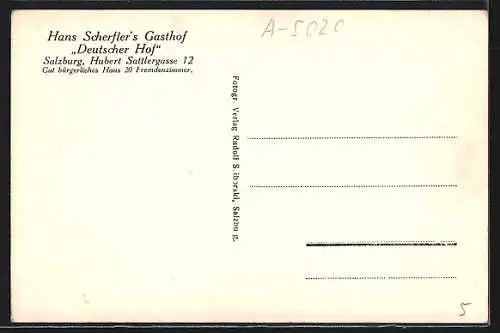 Hans Scherfler's Gasthof
„Deutscher Hof“
Salzburg, Hubert Sattlergasse 12
Gut bürgerliches Haus 20 Fremdenzimmer.
A-5020
Fotogr. Verlag Rudolf Salzburg.
5